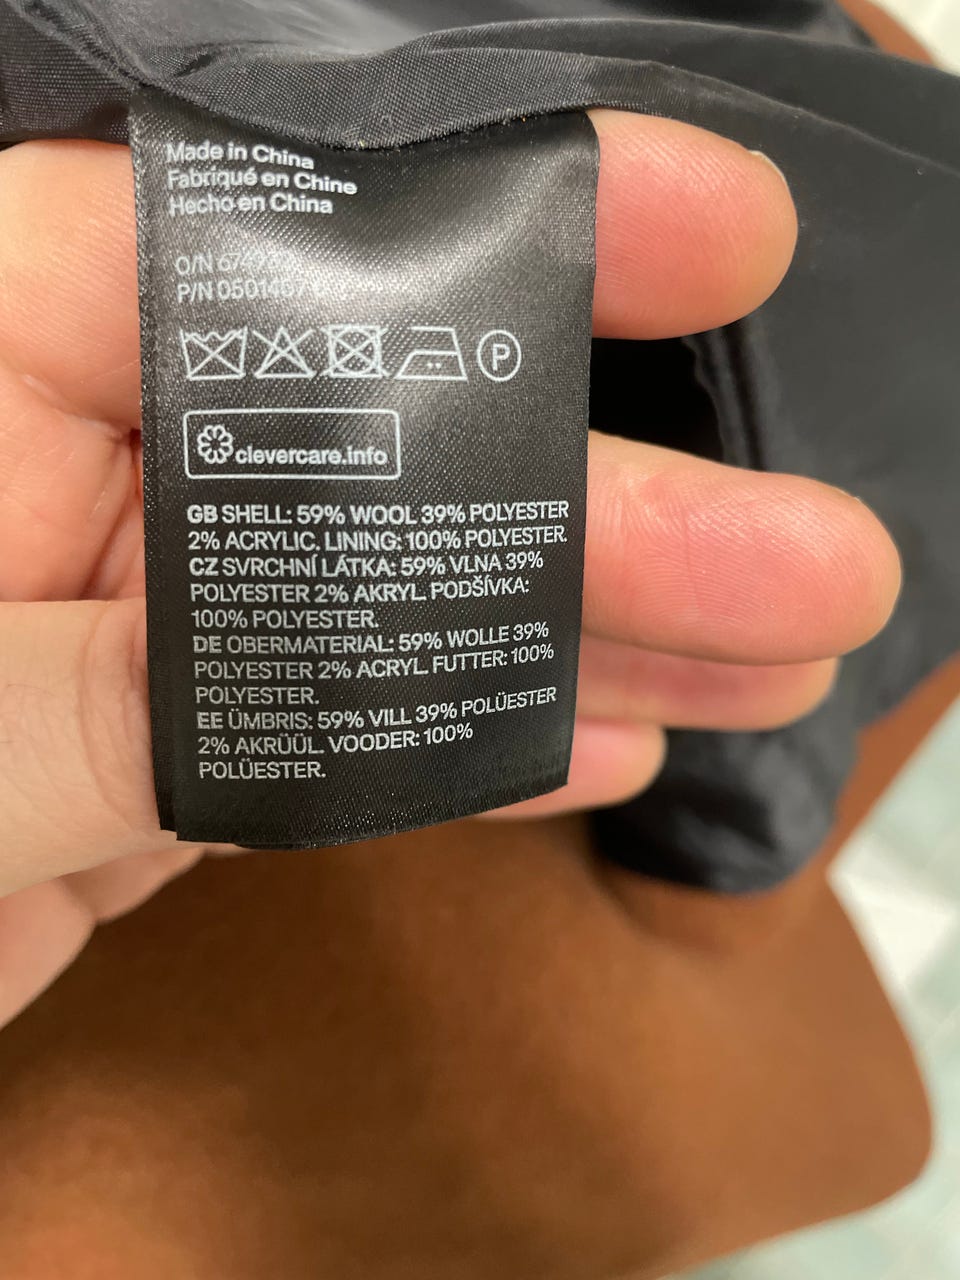 Made in China
Fabriqué en Chine
Hecho en China
O/N
P/N 0501407
P
clevercare.info
GB SHELL: 59% WOOL 39% POLYESTER
2% ACRYLIC. LINING: 100% POLYESTER.
CZ SVRCHNÍ LÁTKA: 59% VLNA 39%
POLYESTER 2% AKRYL. PODŠÍVKA:
100% POLYESTER.
DE OBERMATERIAL: 59% WOLLE 39%
POLYESTER 2% ACRYL. FUTTER: 100%
POLYESTER.
EE ÜMBRIS: 59% VILL 39% POLÜESTER
2% AKRÜÜL. VOODER: 100%
POLÜESTER.